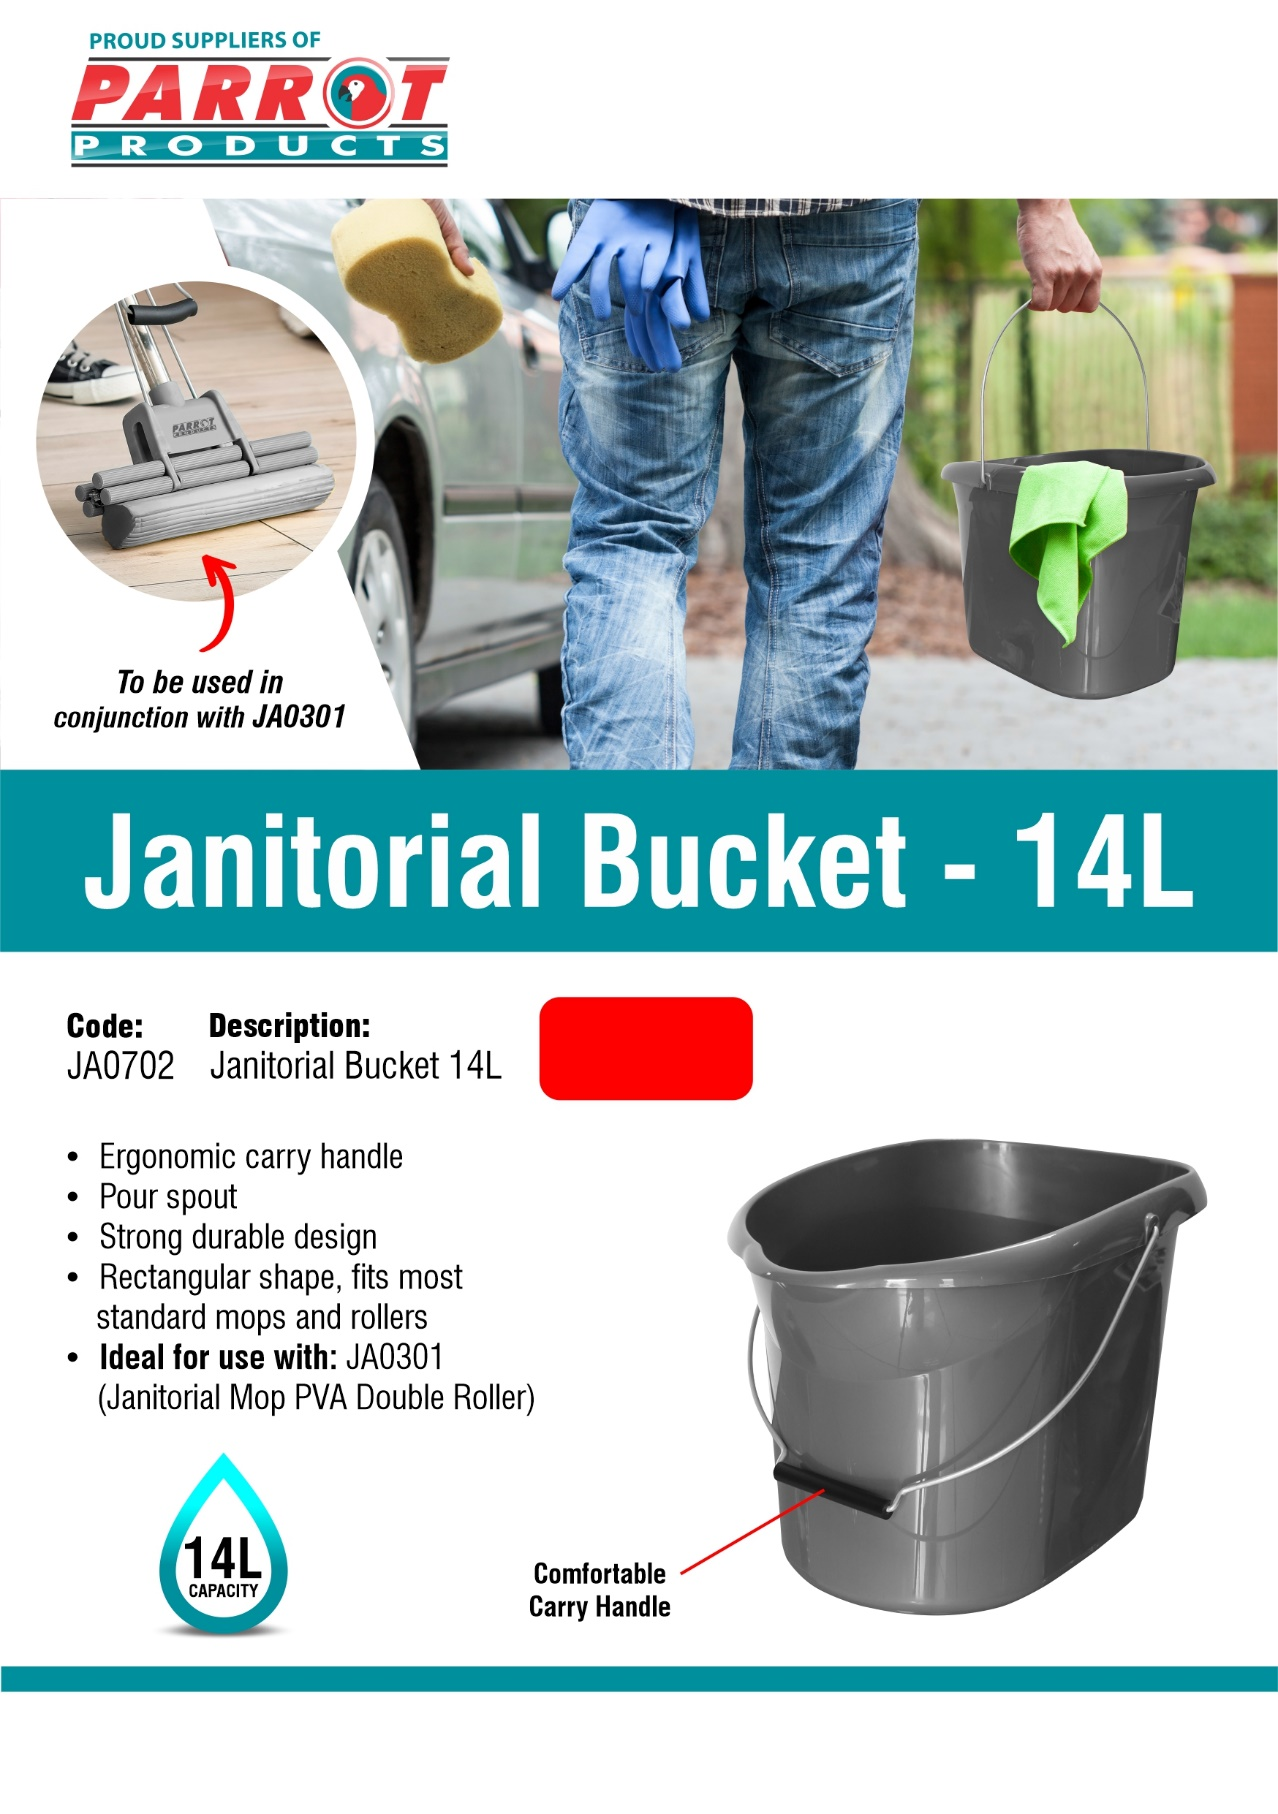 PROUD SUPPLIERS OF
PARROT
PRODUCTS
PARROT
PRODUCTS
To be used in
conjunction with JA0301
Janitorial Bucket - 14L
Code: Description:
JA0702 Janitorial Bucket 14L
• Ergonomic carry handle
• Pour spout
• Strong durable design
• Rectangular shape, fits most
standard mops and rollers
• Ideal for use with: JA0301
(Janitorial Mop PVA Double Roller)
14L
CAPACITY
Comfortable
Carry Handle